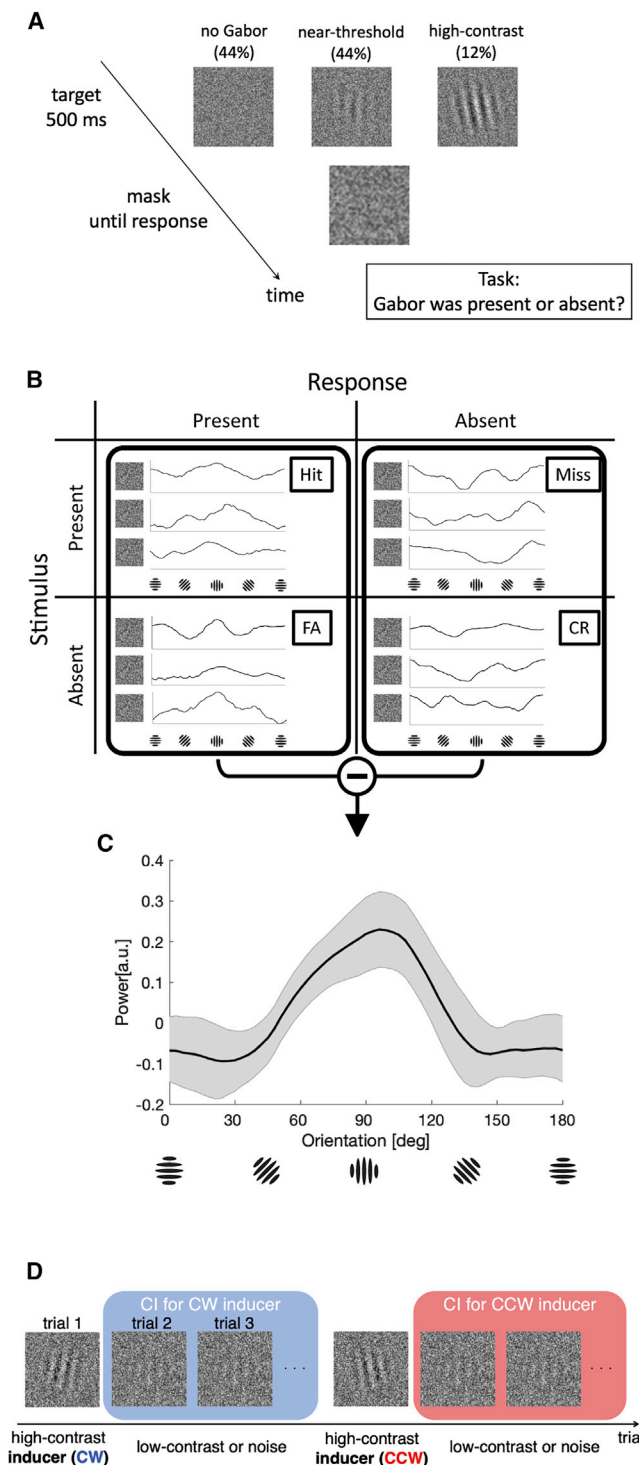 A
no Gabor
(44%)
near-threshold
(44%)
high-contrast
(12%)
target
500 ms
mask
until response
time
Task:
Gabor was present or absent?
B
Response
Present
Absent
Stimulus
Present
Hit
Miss
Absent
FA
CR
C
Power[a.u.]
0.4
0.3
0.2
0.1
0
-0.1
-0.2
0
30
60
90
120
150
180
Orientation [deg]
D
CI for CW inducer
CI for CCW inducer
trial 1
trial 2
trial 3
. . .
. . .
high-contrast
inducer (CW)
low-contrast or noise
high-contrast
inducer (CCW)
low-contrast or noise
tria